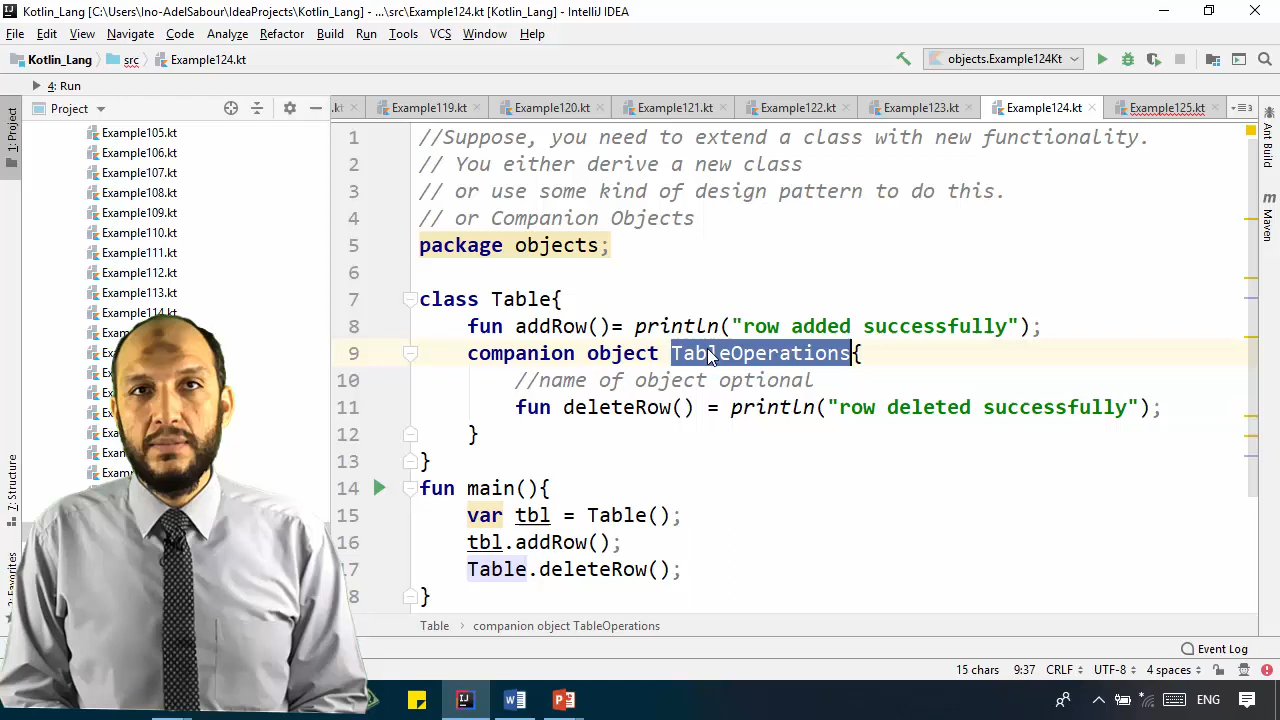 Kotlin_Lang [C:\Users\Ino-AdelSabour\IdeaProjects\Kotlin_Lang] - ...\src\Example124.kt [Kotlin_Lang] - IntelliJ IDEA
File Edit View Navigate Code Analyze Refactor Build Run Tools VCS Window Help
Kotlin_Lang src Example124.kt objects.Example124Kt
4: Run
Project .kt Example119.kt Example120.kt Example121.kt Example122.kt Example123.kt Example124.kt Example125.kt
1: Project
7: Structure
Ant Build
Maven
Example105.kt
Example106.kt
Example107.kt
Example108.kt
Example109.kt
Example110.kt
Example111.kt
Example112.kt
Example113.kt
Example114.kt
1 //Suppose, you need to extend a class with new functionality.
2 // You either derive a new class
3 // or use some kind of design pattern to do this.
4 // or Companion Objects
5 package objects;
6
7 class Table{
8 fun addRow()= println("row added successfully");
9 companion object TableOperations{
10 //name of object optional
11 fun deleteRow() = println("row deleted successfully");
12 }
13 }
14 fun main(){
15 var tbl = Table();
16 tbl.addRow();
17 Table.deleteRow();
18 }
Table › companion object TableOperations
Event Log
15 chars 9:37 CRLF UTF-8 4 spaces
ENG